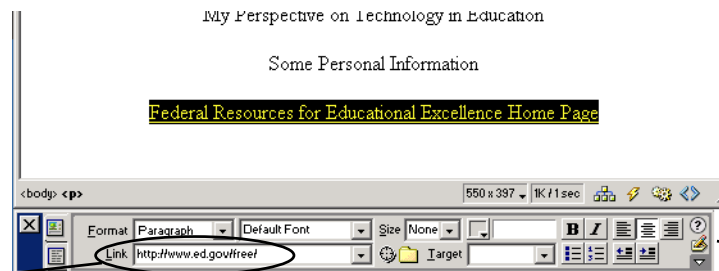 My Perspective on Technology in Education
Some Personal Information
Federal Resources for Educational Excellence Home Page
<body> <p> 550 x 397 1K / 1 sec
Format Paragraph Default Font Size None B I ?
Link http://www.ed.gov/free/ Target